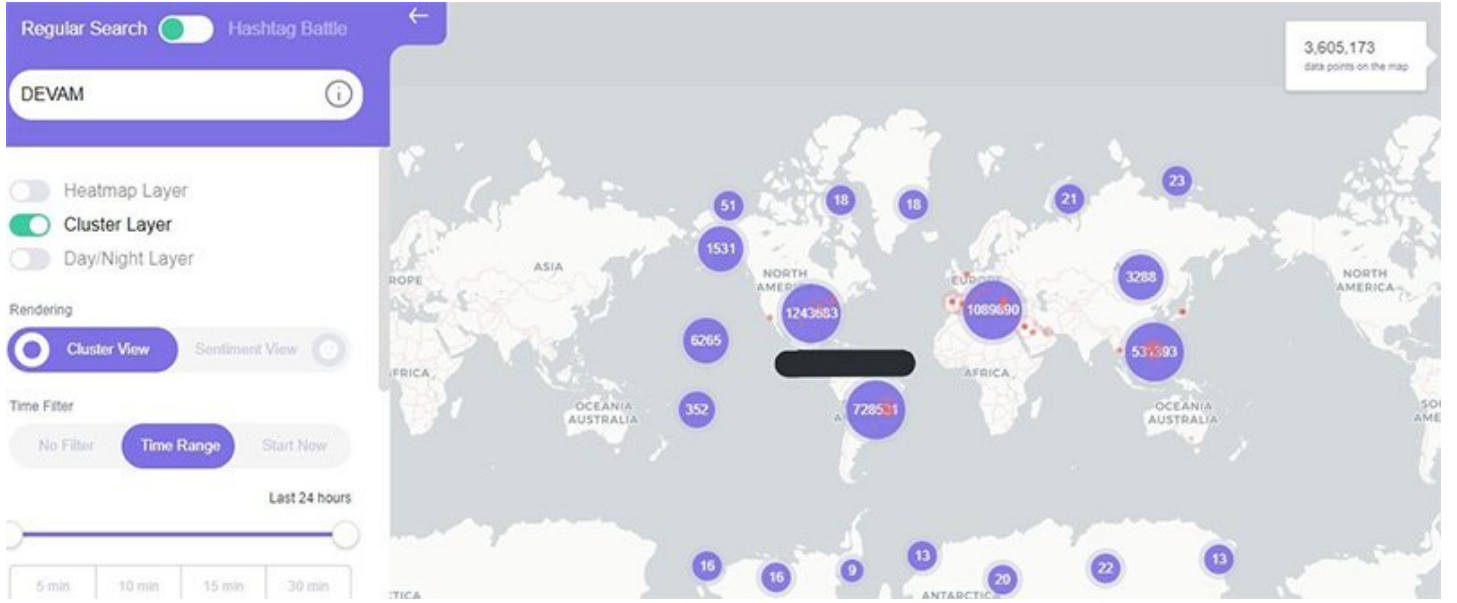 Regular Search
Hashtag Battle
DEVAM
Heatmap Layer
Cluster Layer
Day/Night Layer
Rendering
Cluster View
Sentiment View
Time Filter
No Filter
Time Range
Start Now
Last 24 hours
5 min
10 min
15 min
30 min
3,605,173
data points on the map
23
51
18
18
21
1531
ASIA
NORTH
3288
NORTH
AMERICA
1243683
1089890
6265
531393
AFRICA
352
OCEANIA
AUSTRALIA
OCEANIA
AUSTRALIA
13
13
16
16
9
20
22